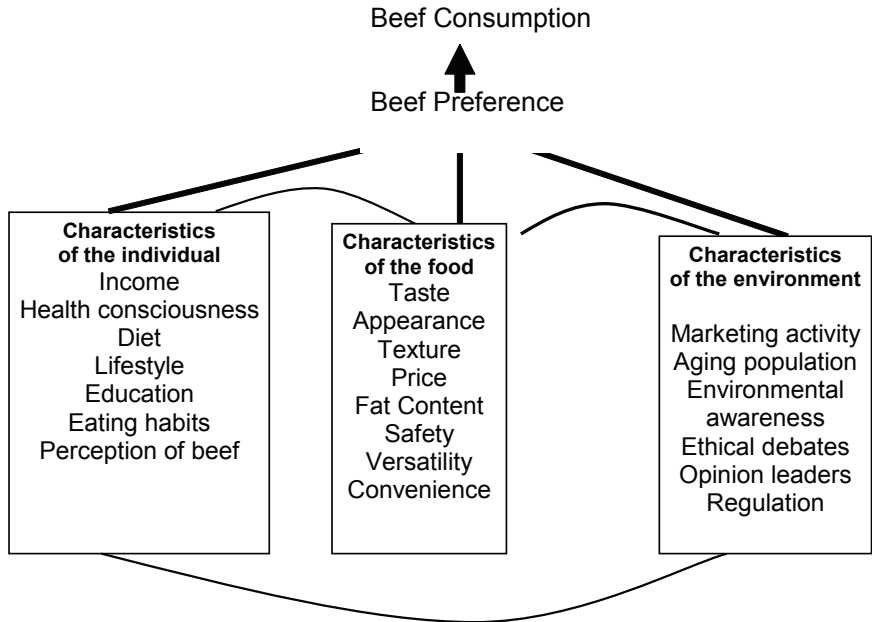 Beef Consumption
Beef Preference
Characteristics
of the individual
Income
Health consciousness
Diet
Lifestyle
Education
Eating habits
Perception of beef
Characteristics
of the food
Taste
Appearance
Texture
Price
Fat Content
Safety
Versatility
Convenience
Characteristics
of the environment
Marketing activity
Aging population
Environmental
awareness
Ethical debates
Opinion leaders
Regulation